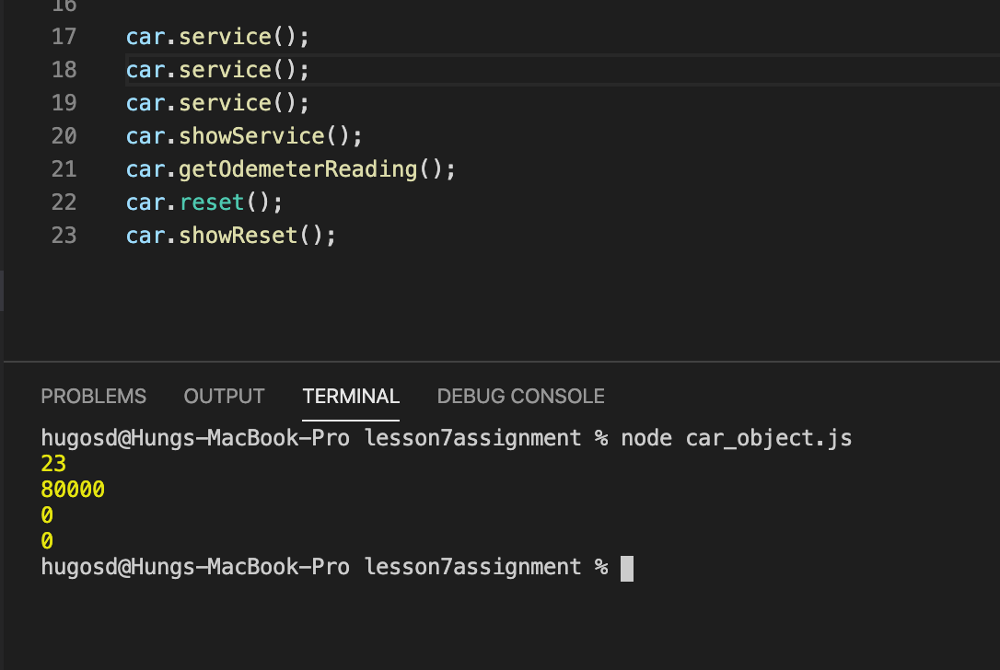 16
17 car.service();
18 car.service();
19 car.service();
20 car.showService();
21 car.getOdemeterReading();
22 car.reset();
23 car.showReset();
PROBLEMS OUTPUT TERMINAL DEBUG CONSOLE
hugosd@Hungs-MacBook-Pro lesson7assignment % node car_object.js
23
80000
0
0
hugosd@Hungs-MacBook-Pro lesson7assignment %